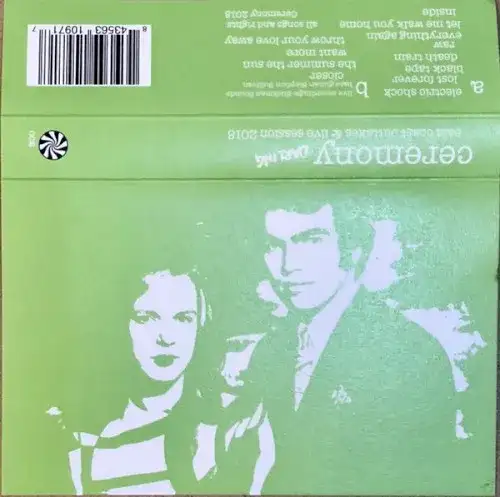 ceremony
east coast outtakes & live session 2018
a
electric shock
lost forever
black tape
death train
raw
everything again
let me walk you home
inside
b
live recordings Stickman Sounds
bass guitar Stephen Sullivan
closer
the summer the sun
want more
throw your love away
all songs and rights
Ceremony 2018
8 43563 10971 7